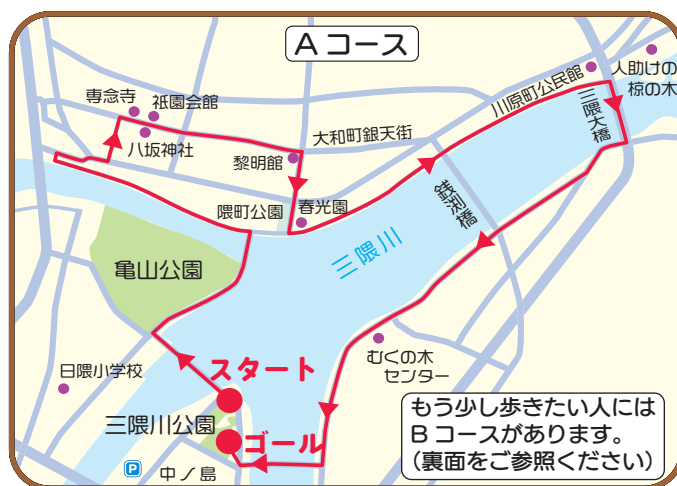 Aコース
専念寺
祇園会館
八坂神社
大和町銀天街
黎明館
川原町公民館
人助けの
椋の木
三隈大橋
隈町公園
春光園
銭渕橋
三隈川
亀山公園
日隈小学校
スタート
むくの木
センター
三隈川公園
ゴール
P
中ノ島
もう少し歩きたい人には
Bコースがあります。
(裏面をご参照ください)